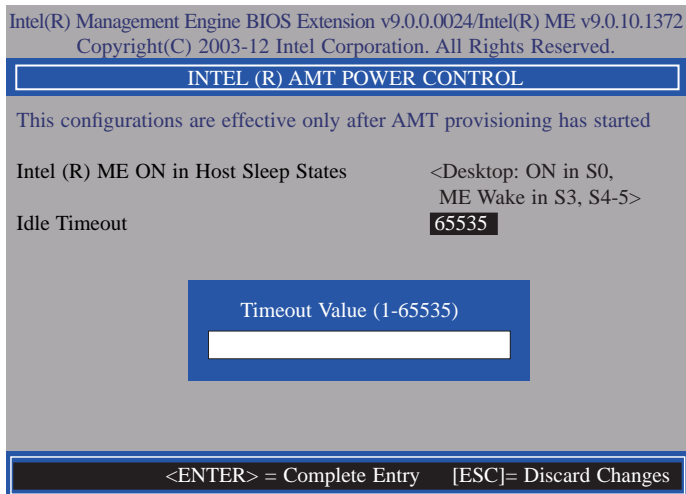 Intel(R) Management Engine BIOS Extension v9.0.0.0024/Intel(R) ME v9.0.10.1372
Copyright(C) 2003-12 Intel Corporation. All Rights Reserved.
INTEL (R) AMT POWER CONTROL
This configurations are effective only after AMT provisioning has started
Intel (R) ME ON in Host Sleep States <Desktop: ON in S0,
ME Wake in S3, S4-5>
Idle Timeout 65535
Timeout Value (1-65535)
<ENTER> = Complete Entry [ESC]= Discard Changes